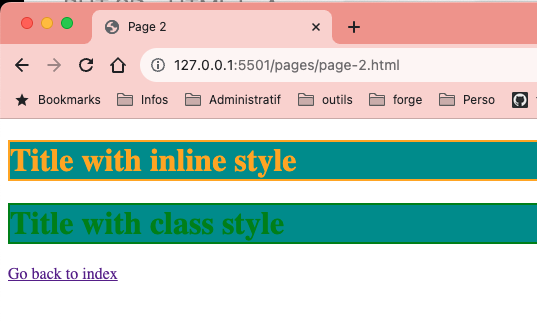 Page 2
127.0.0.1:5501/pages/page-2.html
Bookmarks Infos Administratif outils forge Perso
Title with inline style
Title with class style
Go back to index